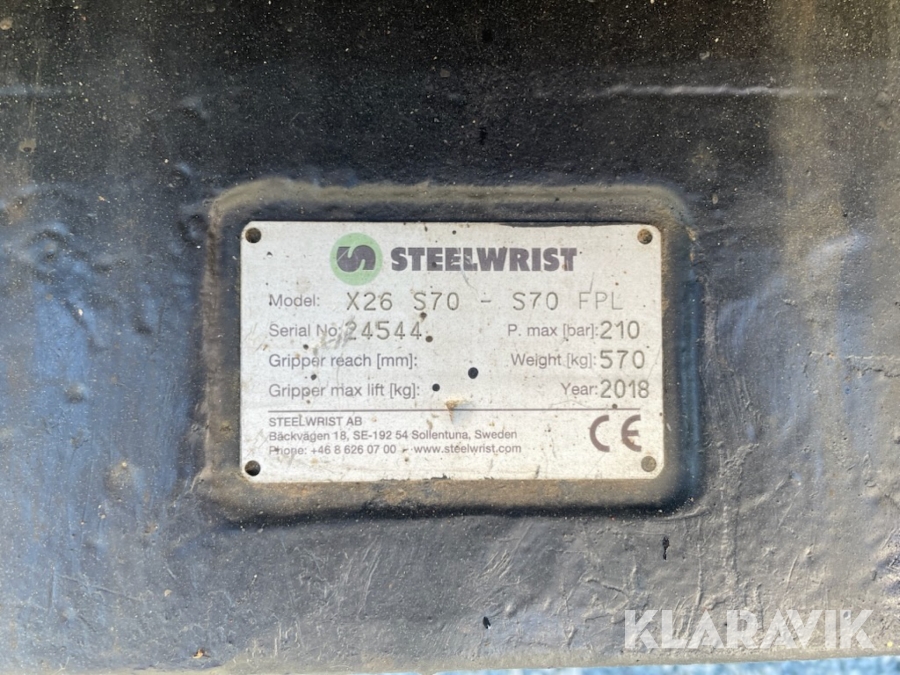 STEELWRIST
Model: X26 S70 - S70 FPL
Serial No: 24544 P. max [bar]: 210
Gripper reach [mm]: Weight [kg]: 570
Gripper max lift [kg]: Year: 2018
STEELWRIST AB
Bäckvägen 18, SE-192 54 Sollentuna, Sweden
Phone: +46 8 626 07 00 - www.steelwrist.com
CE
KLARAVIK